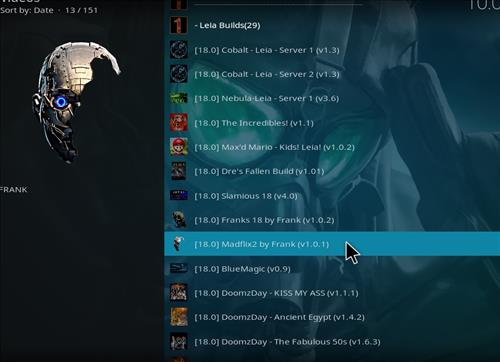 Sort by: Date · 13 / 151
- Leia Builds(29)
[18.0] Cobalt - Leia - Server 1 (v1.3)
[18.0] Cobalt - Leia - Server 2 (v1.3)
[18.0] Nebula-Leia - Server 1 (v3.6)
[18.0] The Incredibles! (v1.1)
[18.0] Max'd Mario - Kids! Leia! (v1.0.2)
[18.0] Dre's Fallen Build (v1.01)
[18.0] Slamious 18 (v4.0)
FRANK
[18.0] Franks 18 by Frank (v1.0.2)
[18.0] Madflix2 by Frank (v1.0.1)
[18.0] BlueMagic (v0.9)
[18.0] DoomzDay - KISS MY ASS (v1.1.1)
[18.0] DoomzDay - Ancient Egypt (v1.4.2)
[18.0] DoomzDay - The Fabulous 50s (v1.6.3)